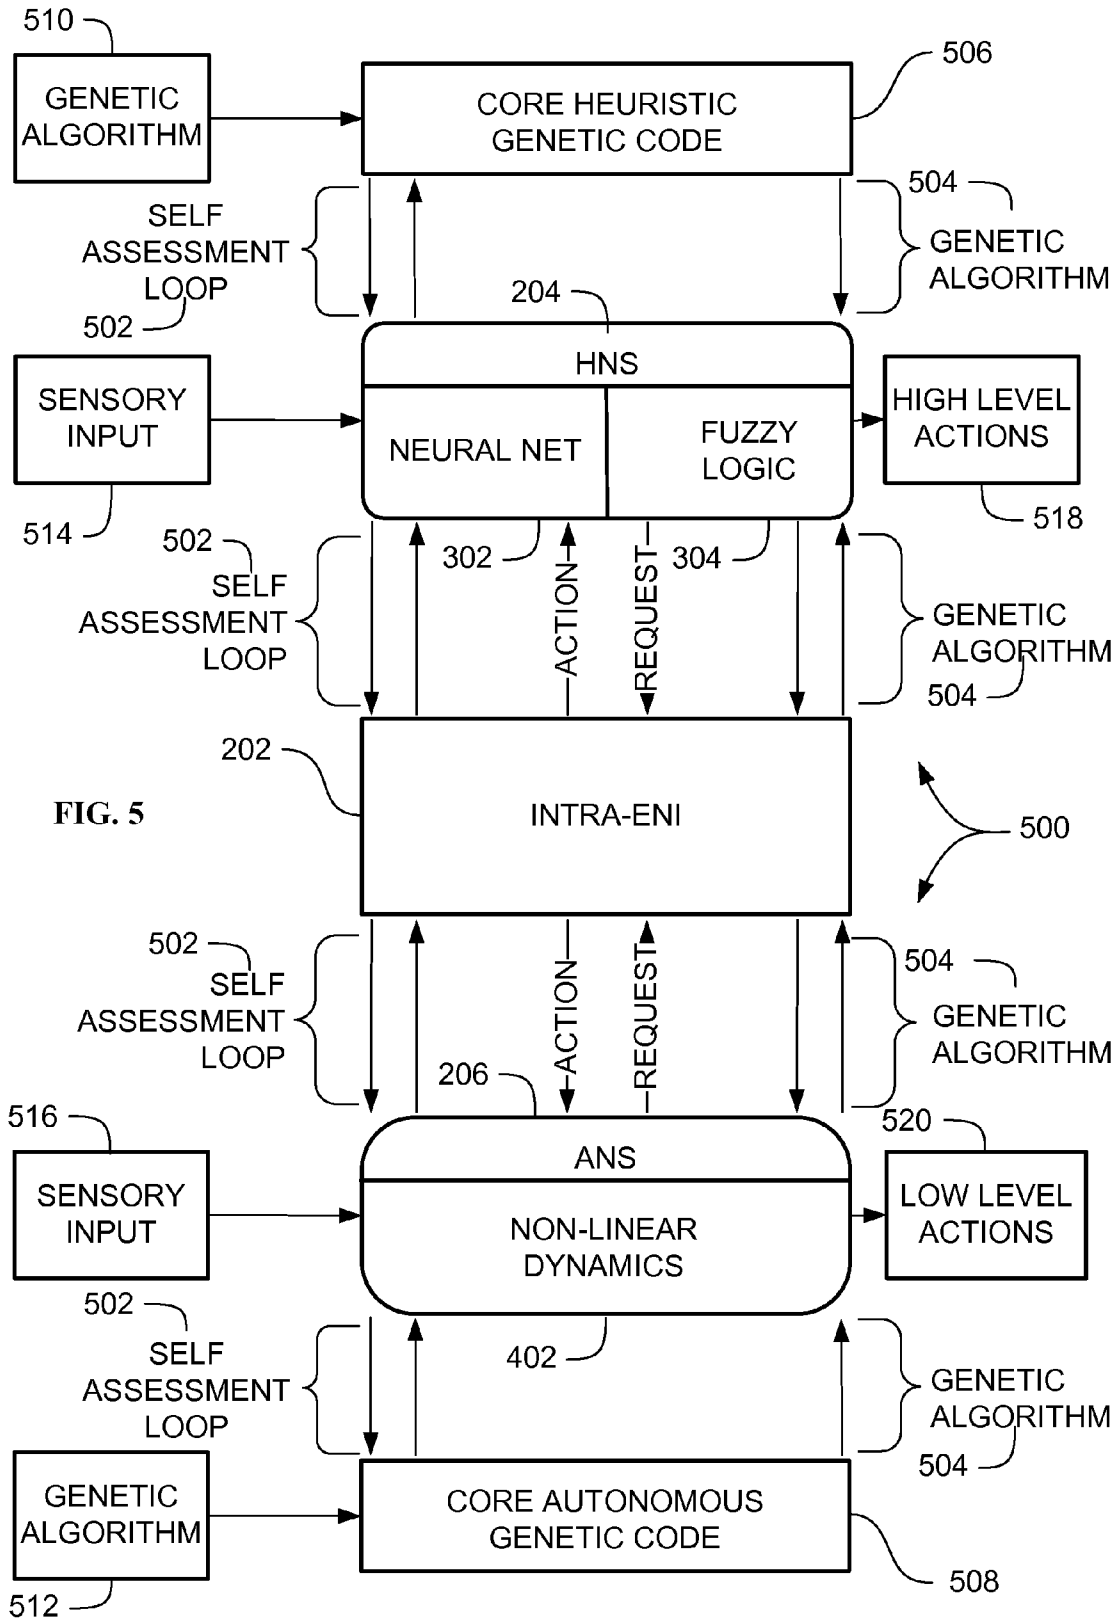 510
506
GENETIC
ALGORITHM
CORE HEURISTIC
GENETIC CODE
504
SELF
ASSESSMENT
LOOP
GENETIC
ALGORITHM
502
204
HNS
SENSORY
INPUT
NEURAL NET
FUZZY
LOGIC
HIGH LEVEL
ACTIONS
514
518
502
302
304
SELF
ASSESSMENT
LOOP
ACTION
REQUEST
GENETIC
ALGORITHM
504
202
FIG. 5
INTRA-ENI
500
502
504
SELF
ASSESSMENT
LOOP
ACTION
REQUEST
GENETIC
ALGORITHM
206
516
520
ANS
SENSORY
INPUT
NON-LINEAR
DYNAMICS
LOW LEVEL
ACTIONS
502
402
SELF
ASSESSMENT
LOOP
GENETIC
ALGORITHM
504
GENETIC
ALGORITHM
CORE AUTONOMOUS
GENETIC CODE
512
508